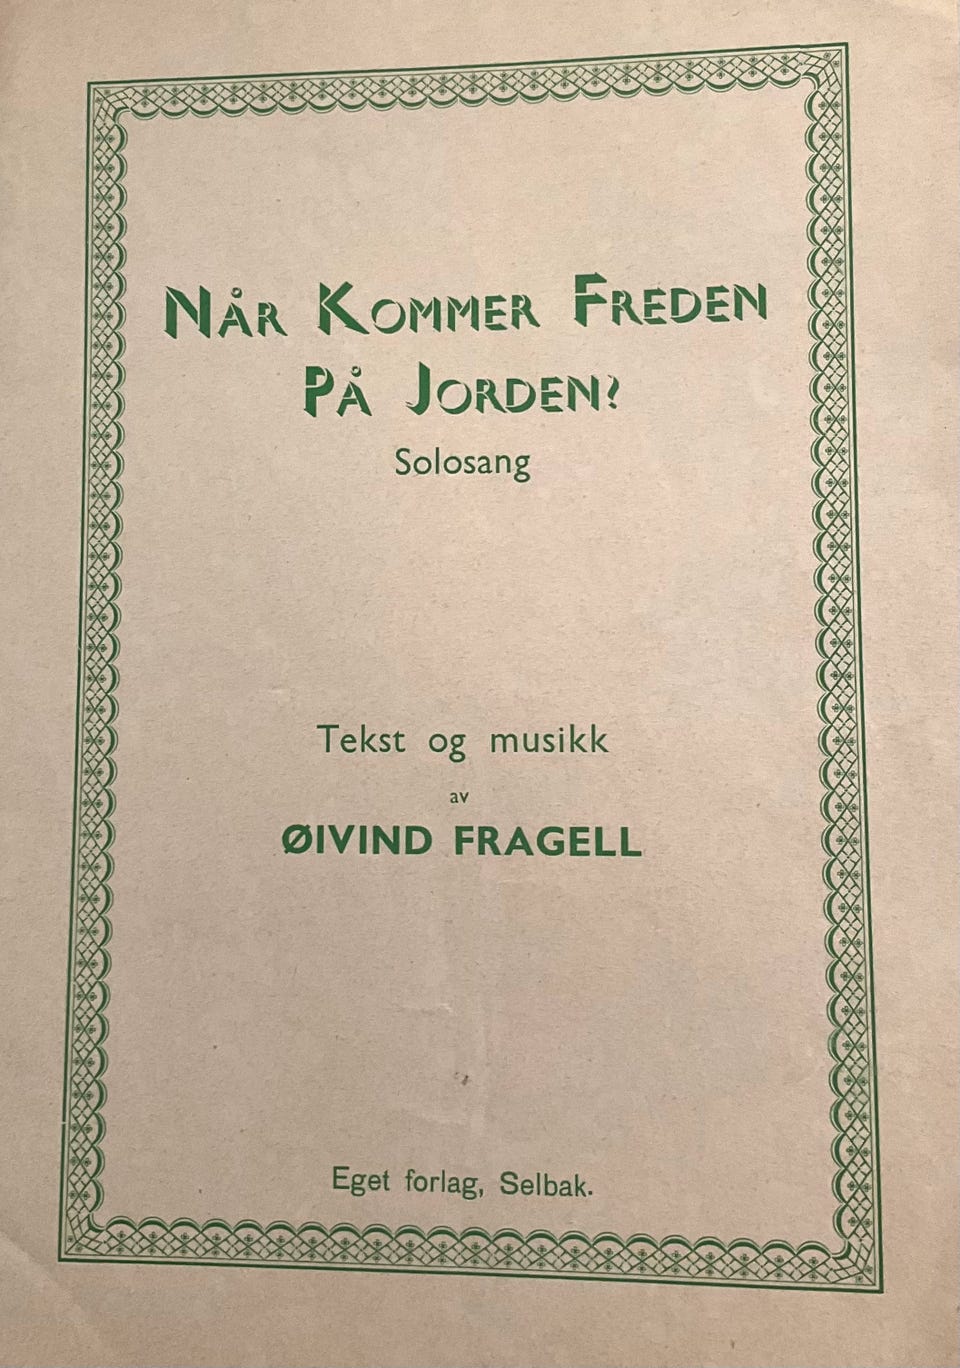 NÅR KOMMER FREDEN
PÅ JORDEN?
Solosang
Tekst og musikk
av
ØIVIND FRAGELL
Eget forlag, Selbak.